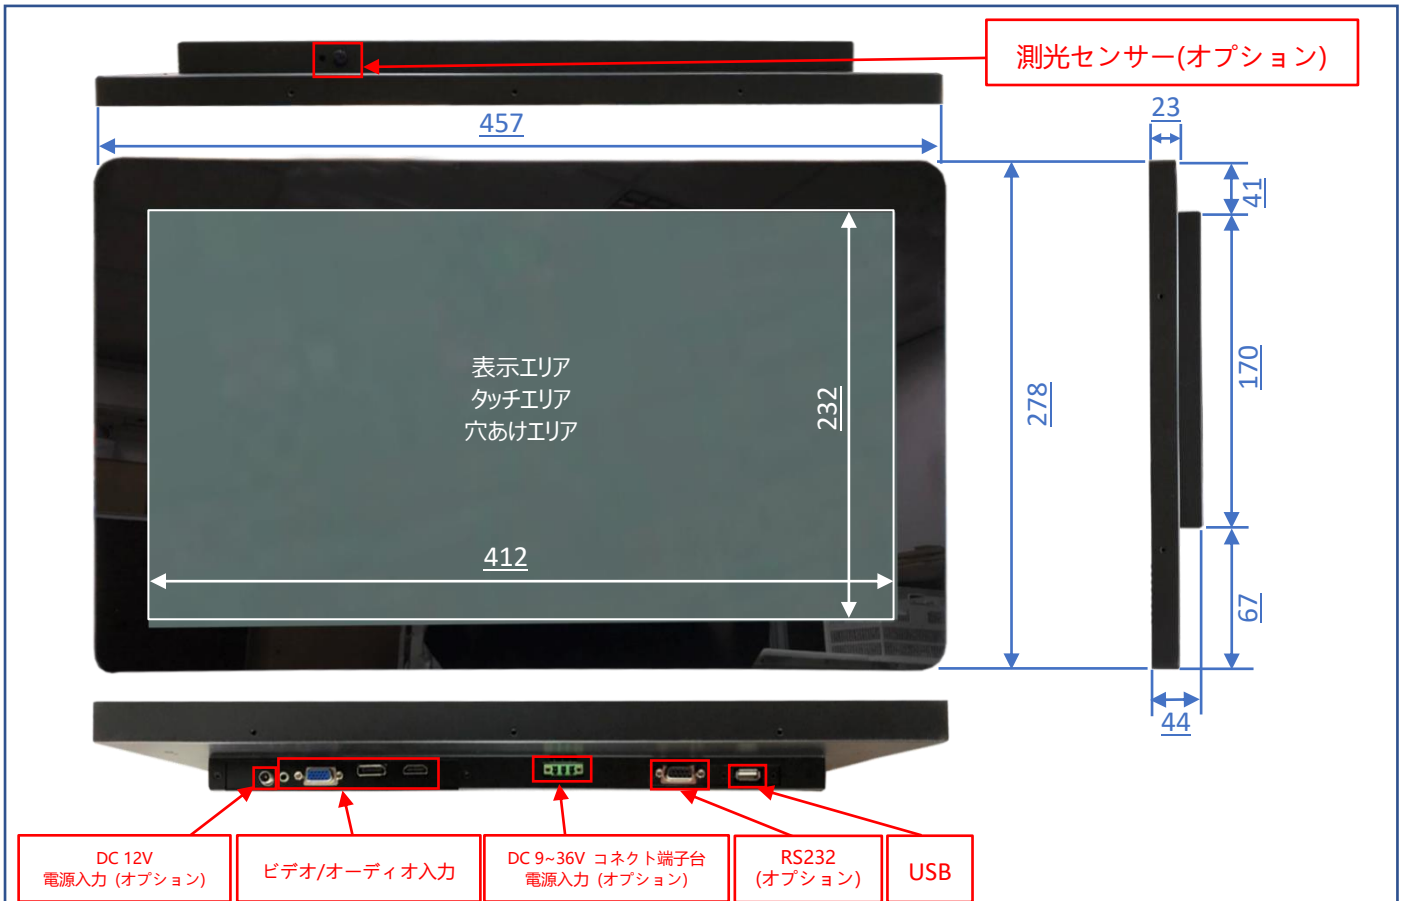 測光センサー(オプション)
457
23
41
表示エリア
タッチエリア
穴あけエリア
232
278
170
412
67
44
DC 12V
電源入力 (オプション)
ビデオ/オーディオ入力
DC 9~36V コネクト端子台
電源入力 (オプション)
RS232
(オプション)
USB